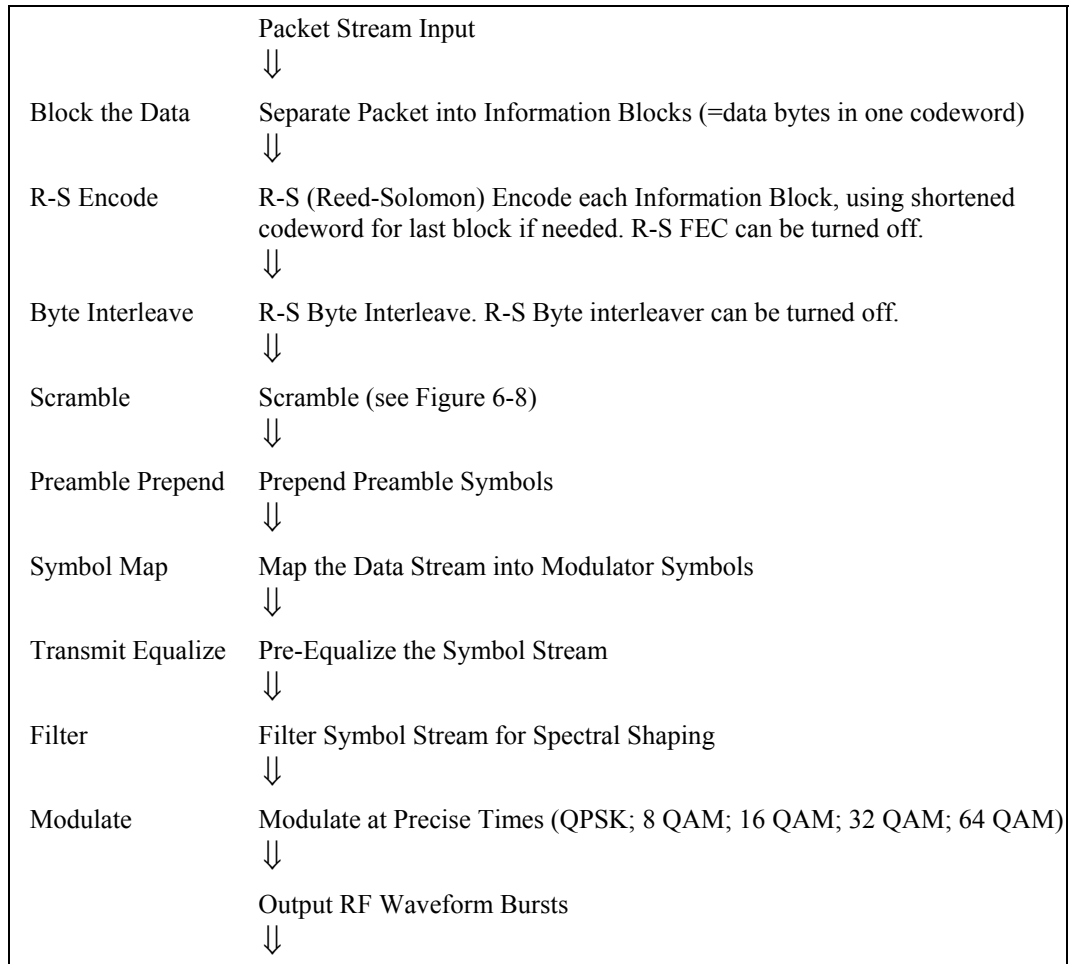 Packet Stream Input
⇓
Block the Data Separate Packet into Information Blocks (=data bytes in one codeword)
⇓
R-S Encode R-S (Reed-Solomon) Encode each Information Block, using shortened
codeword for last block if needed. R-S FEC can be turned off.
⇓
Byte Interleave R-S Byte Interleave. R-S Byte interleaver can be turned off.
⇓
Scramble Scramble (see Figure 6-8)
⇓
Preamble Prepend Prepend Preamble Symbols
⇓
Symbol Map Map the Data Stream into Modulator Symbols
⇓
Transmit Equalize Pre-Equalize the Symbol Stream
⇓
Filter Filter Symbol Stream for Spectral Shaping
⇓
Modulate Modulate at Precise Times (QPSK; 8 QAM; 16 QAM; 32 QAM; 64 QAM)
⇓
Output RF Waveform Bursts
⇓